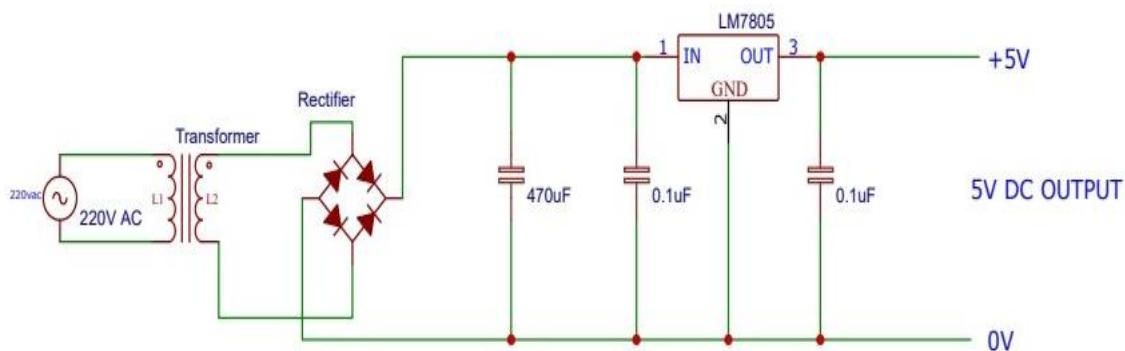 LM7805
1 IN OUT 3
+5V
GND
2
Rectifier
Transformer
220vac
L1 L2
220V AC
470uF
0.1uF
0.1uF
5V DC OUTPUT
0V